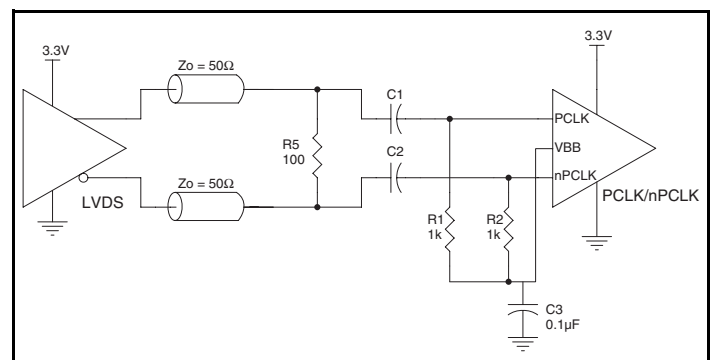 3.3V
Zo = 50Ω
R5
100
Zo = 50Ω
LVDS
C1
C2
R1
1k
R2
1k
3.3V
PCLK
VBB
nPCLK
PCLK/nPCLK
C3
0.1µF